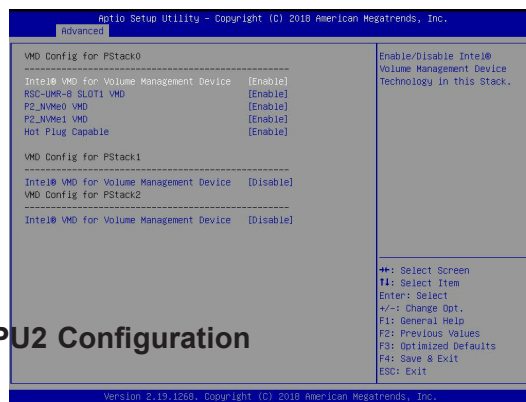 Aptio Setup Utility – Copyright (C) 2018 American Megatrends, Inc.
Advanced
VMD Config for PStack0
--------------------------------------------------
Intel® VMD for Volume Management Device [Enable]
RSC-UMR-8 SLOT1 VMD [Enable]
P2_NVMe0 VMD [Enable]
P2_NVMe1 VMD [Enable]
Hot Plug Capable [Enable]
VMD Config for PStack1
--------------------------------------------------
Intel® VMD for Volume Management Device [Disable]
VMD Config for PStack2
--------------------------------------------------
Intel® VMD for Volume Management Device [Disable]
Enable/Disable Intel®
Volume Management Device
Technology in this Stack.
→←: Select Screen
↑↓: Select Item
Enter: Select
+/-: Change Opt.
F1: General Help
F2: Previous Values
F3: Optimized Defaults
F4: Save & Exit
ESC: Exit
PU2 Configuration
Version 2.19.1268. Copyright (C) 2018 American Megatrends, Inc.